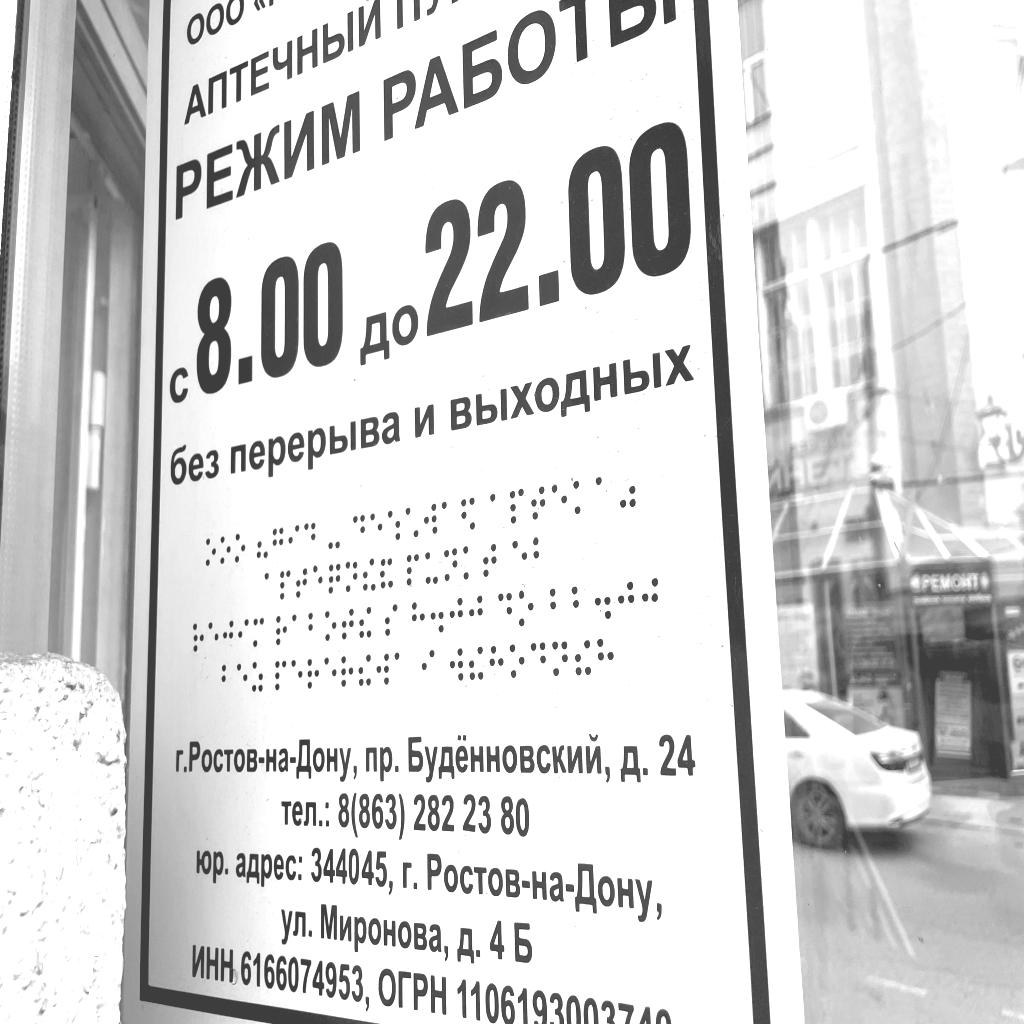 ООО
АПТЕЧНЫЙ
РЕЖИМ РАБОТЫ
с 8.00 до 22.00
без перерыва и выходных
г.Ростов-на-Дону, пр. Будённовский, д. 24
тел.: 8(863) 282 23 80
юр. адрес: 344045, г. Ростов-на-Дону,
ул. Миронова, д. 4 Б
ИНН 6166074953, ОГРН 1106193003740
РЕМОНТ